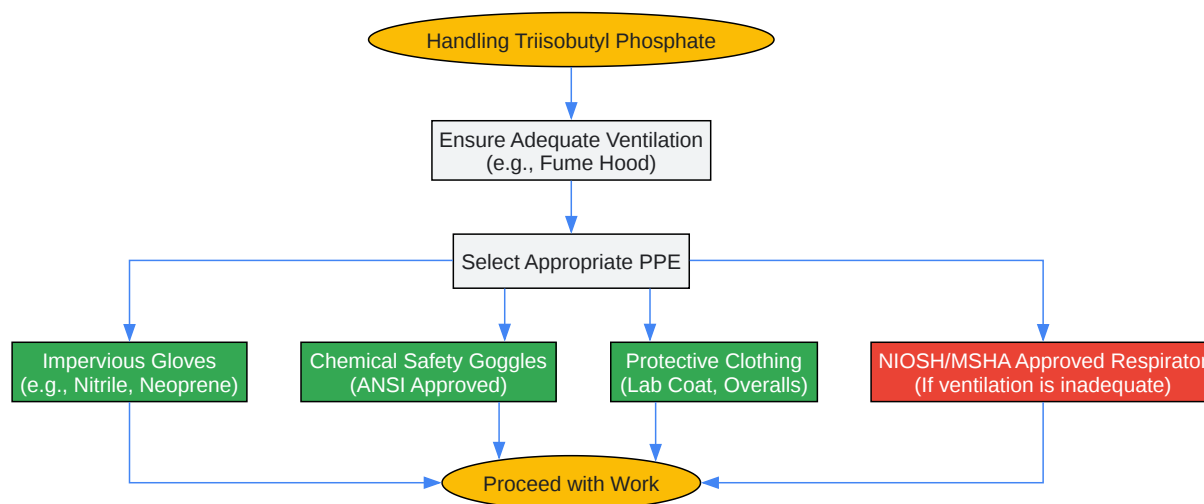 Handling Triisobutyl Phosphate
Ensure Adequate Ventilation
(e.g., Fume Hood)
Select Appropriate PPE
Impervious Gloves
(e.g., Nitrile, Neoprene)
Chemical Safety Goggles
(ANSI Approved)
Protective Clothing
(Lab Coat, Overalls)
NIOSH/MSHA Approved Respirator
(If ventilation is inadequate)
Proceed with Work